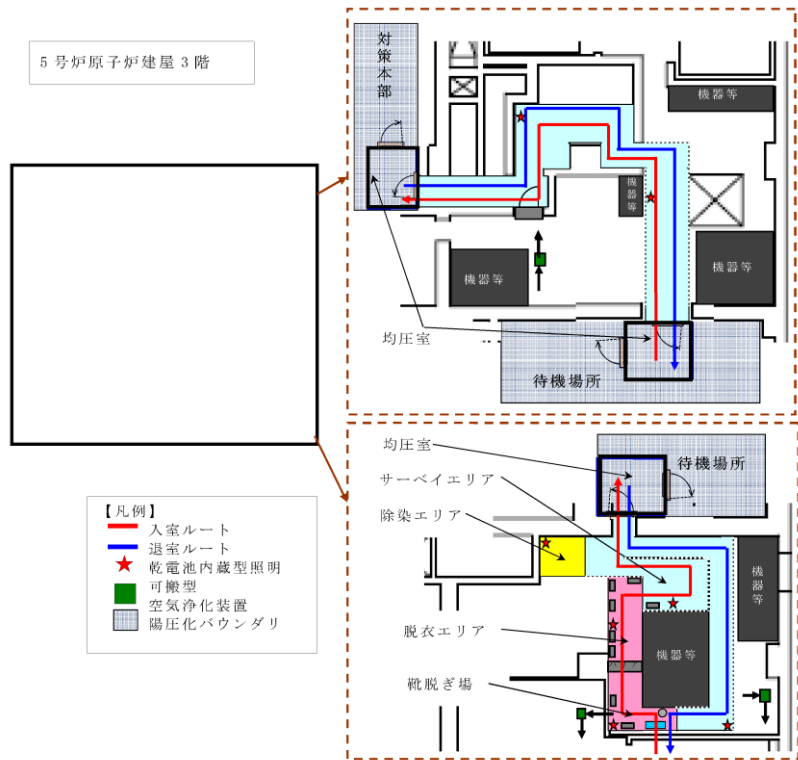 5号炉原子炉建屋3階
対策本部
機器等
機器等
機器等
機器等
均圧室
待機場所
均圧室
待機場所
サーベイエリア
除染エリア
機器等
脱衣エリア
機器等
靴脱ぎ場
【凡例】
入室ルート
退室ルート
乾電池内蔵型照明
可搬型
空気浄化装置
陽圧化バウンダリ